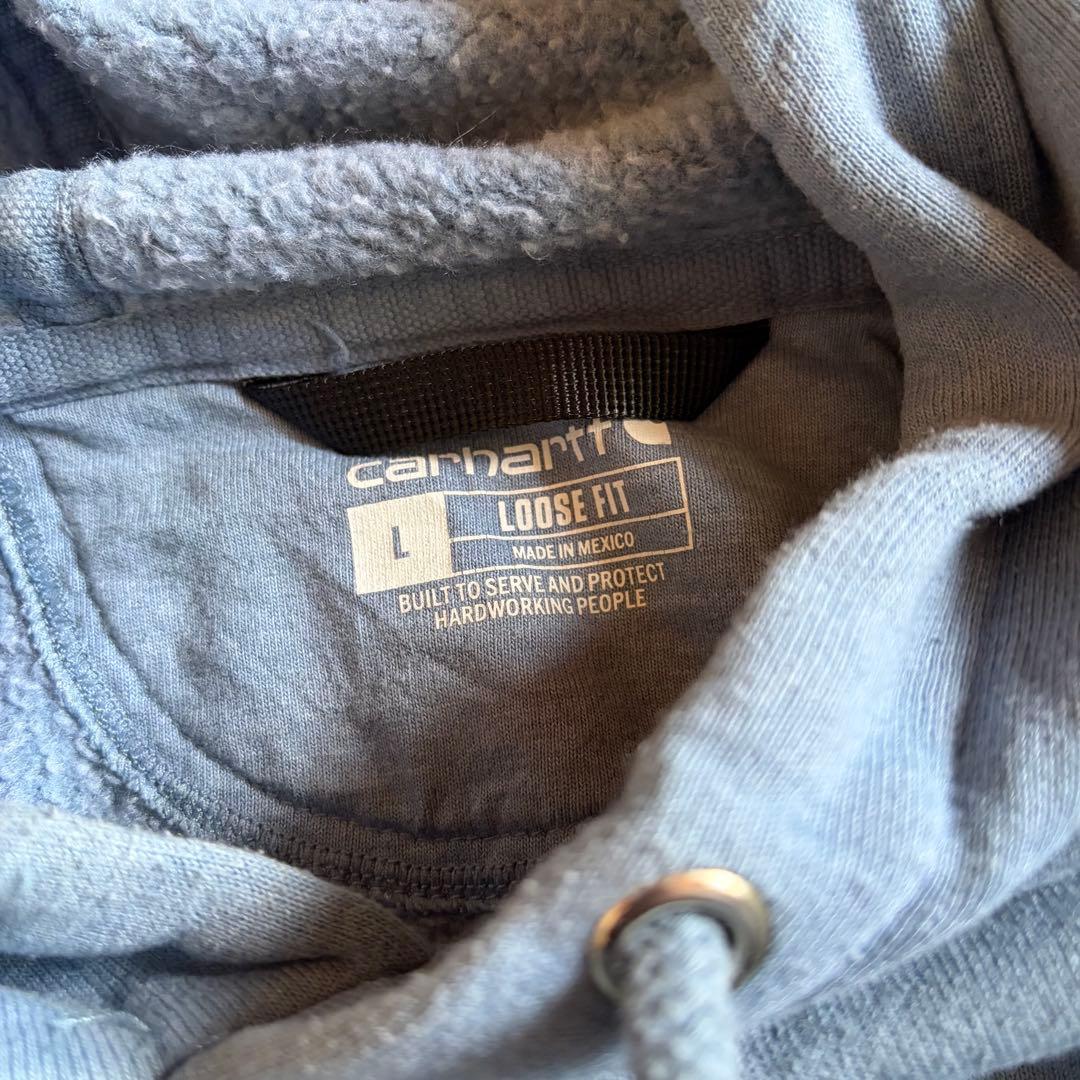 carhartt
L
LOOSE FIT
MADE IN MEXICO
BUILT TO SERVE AND PROTECT
HARDWORKING PEOPLE